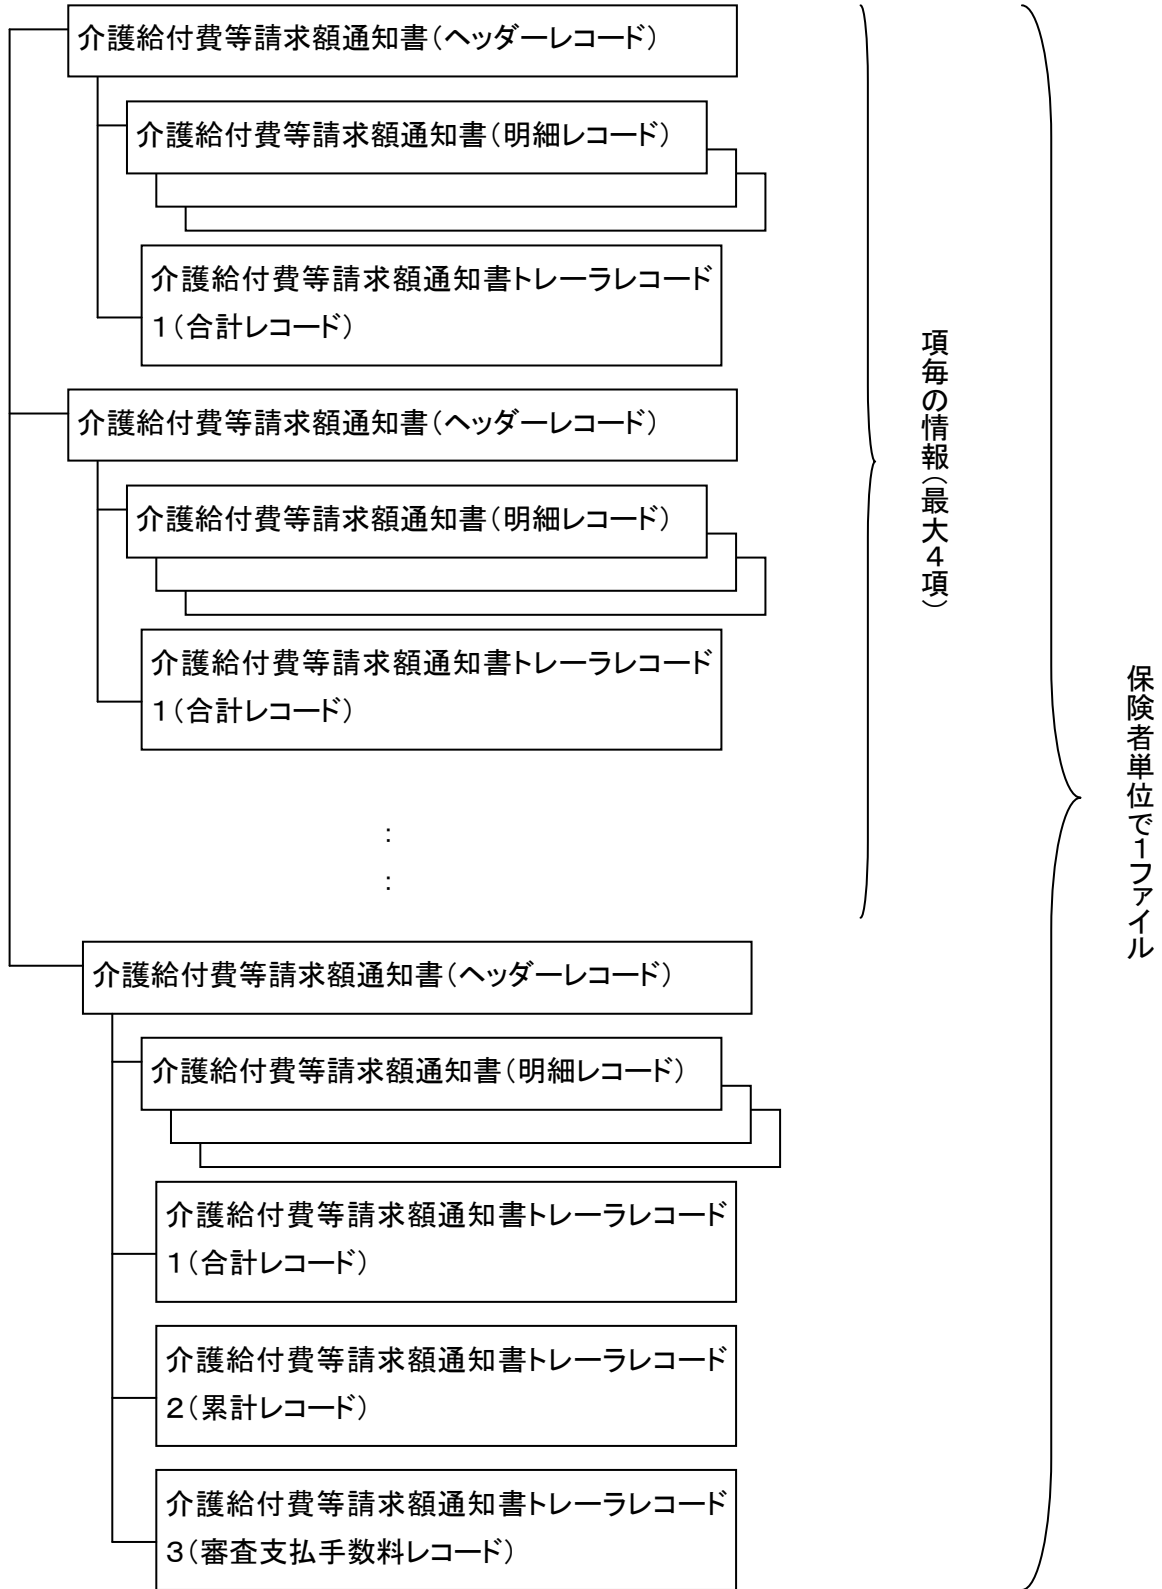 介護給付費等請求額通知書（ヘッダーレコード）
介護給付費等請求額通知書（明細レコード）
介護給付費等請求額通知書トレーラレコード
１（合計レコード）
介護給付費等請求額通知書（ヘッダーレコード）
介護給付費等請求額通知書（明細レコード）
介護給付費等請求額通知書トレーラレコード
１（合計レコード）
：
：
介護給付費等請求額通知書（ヘッダーレコード）
介護給付費等請求額通知書（明細レコード）
介護給付費等請求額通知書トレーラレコード
１（合計レコード）
介護給付費等請求額通知書トレーラレコード
２（累計レコード）
介護給付費等請求額通知書トレーラレコード
３（審査支払手数料レコード）
項毎の情報（最大４項）
保険者単位で１ファイル